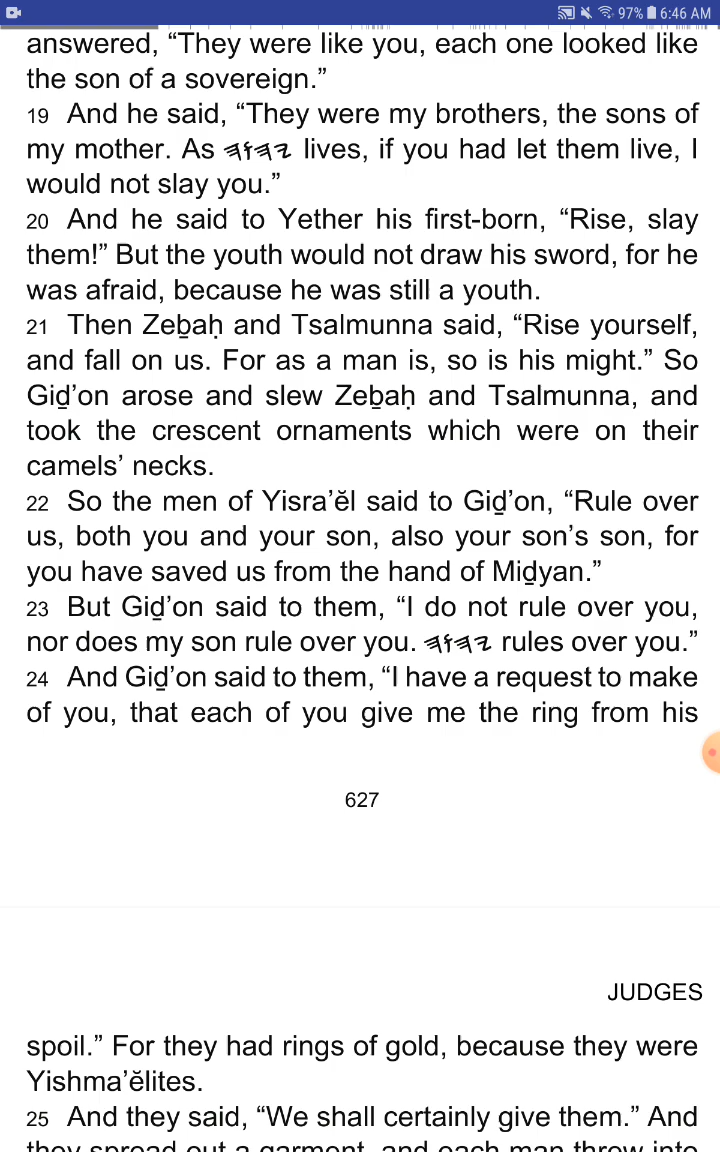 97% 6:46 AM
answered, “They were like you, each one looked like
the son of a sovereign.”
19 And he said, “They were my brothers, the sons of
my mother. As 𐤉𐤄𐤅𐤄 lives, if you had let them live, I
would not slay you.”
20 And he said to Yether his first-born, “Rise, slay
them!” But the youth would not draw his sword, for he
was afraid, because he was still a youth.
21 Then Zeḇaḥ and Tsalmunna said, “Rise yourself,
and fall on us. For as a man is, so is his might.” So
Giḏ’on arose and slew Zeḇaḥ and Tsalmunna, and
took the crescent ornaments which were on their
camels’ necks.
22 So the men of Yisra’ĕl said to Giḏ’on, “Rule over
us, both you and your son, also your son’s son, for
you have saved us from the hand of Miḏyan.”
23 But Giḏ’on said to them, “I do not rule over you,
nor does my son rule over you. 𐤉𐤄𐤅𐤄 rules over you.”
24 And Giḏ’on said to them, “I have a request to make
of you, that each of you give me the ring from his
627
JUDGES
spoil.” For they had rings of gold, because they were
Yishma’ĕlites.
25 And they said, “We shall certainly give them.” And
they spread out a garment, and each man threw into